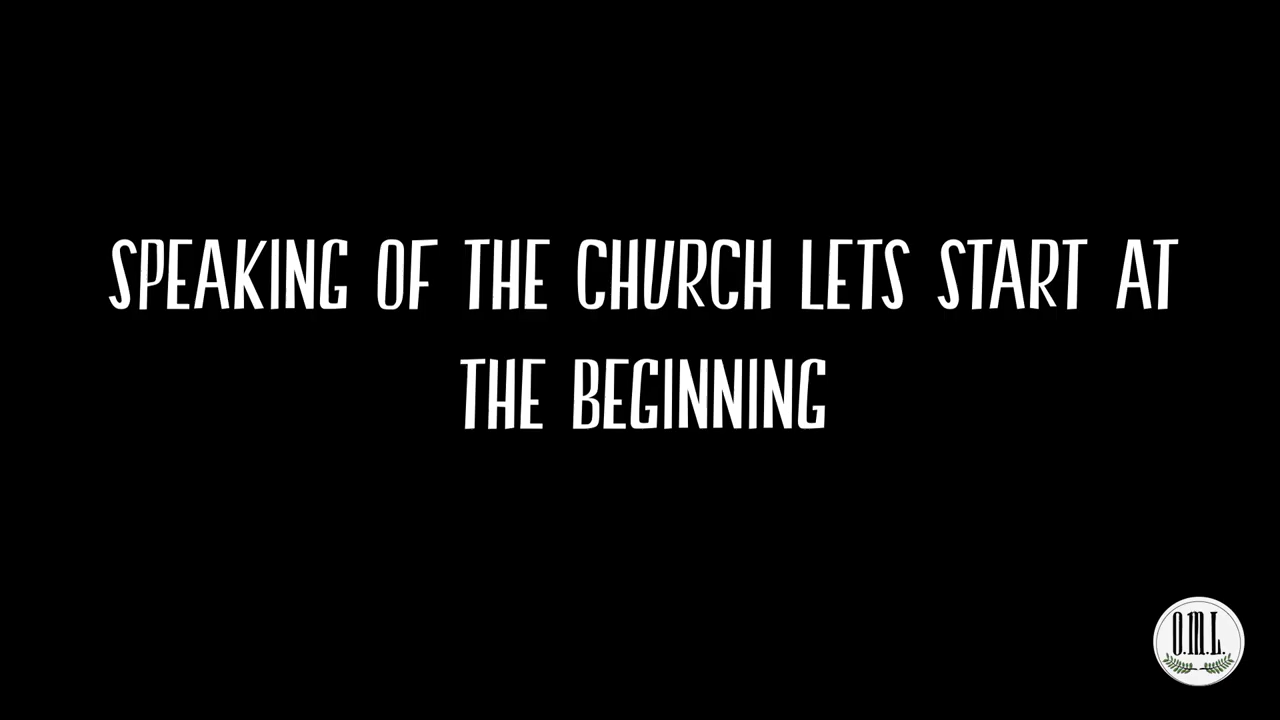 SPEAKING OF THE CHURCH LETS START AT
THE BEGINNING
O.M.L.